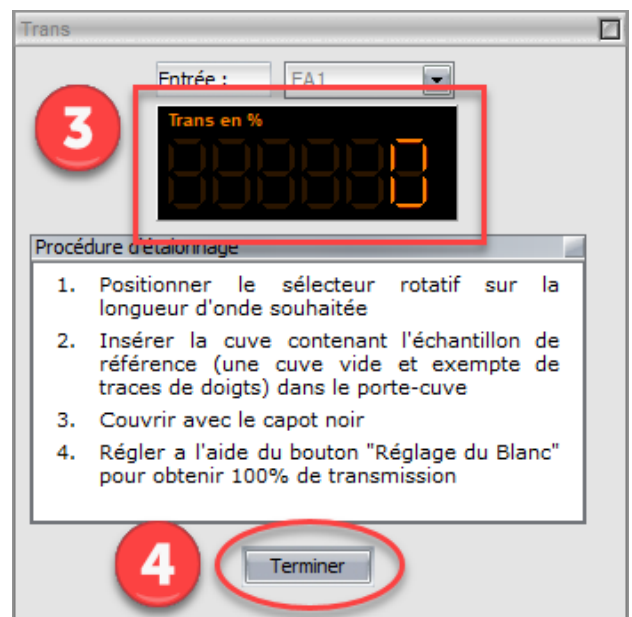 Trans
Entrée : EA1
3
Trans en %
0
Procédure d'étalonnage
1. Positionner le sélecteur rotatif sur la
longueur d'onde souhaitée
2. Insérer la cuve contenant l'échantillon de
référence (une cuve vide et exempte de
traces de doigts) dans le porte-cuve
3. Couvrir avec le capot noir
4. Régler a l'aide du bouton "Réglage du Blanc"
pour obtenir 100% de transmission
4
Terminer